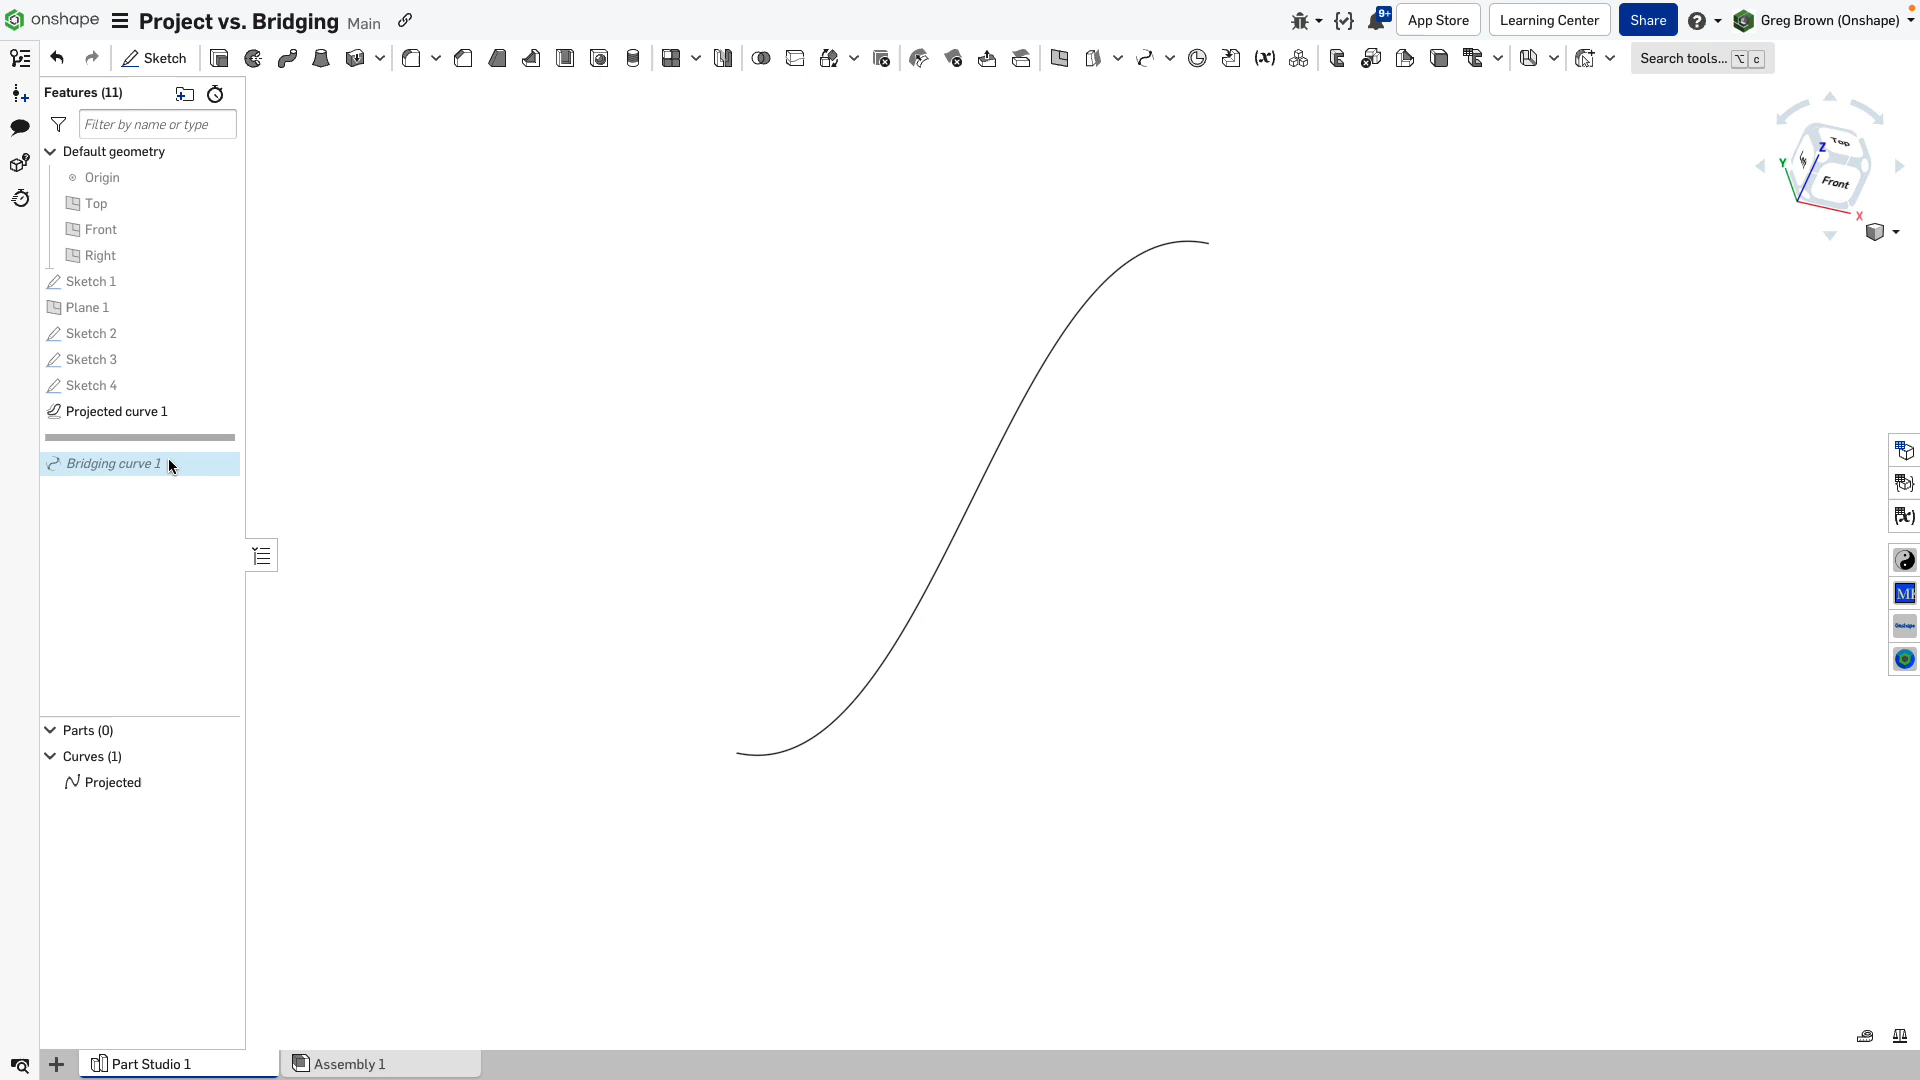 onshape Project vs. Bridging Main 9+ App Store Learning Center Share Greg Brown (Onshape)
Sketch (x) Search tools... ⌥ c
Features (11)
Filter by name or type
Default geometry
Origin
Top
Front
Right
Sketch 1
Plane 1
Sketch 2
Sketch 3
Sketch 4
Projected curve 1
Bridging curve 1
Parts (0)
Curves (1)
Projected
Top
Z
Y
Front
X
(x)
Onshape
Part Studio 1 Assembly 1